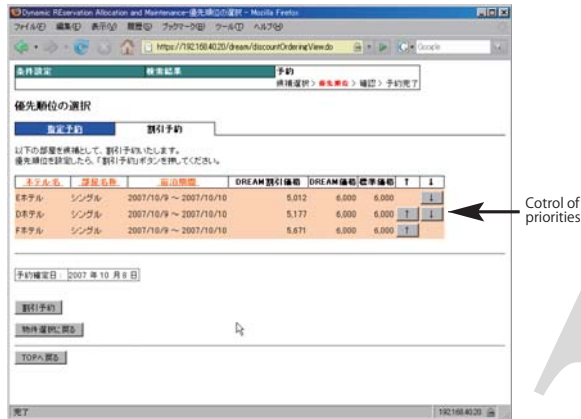 Dynamic REservation Allocation and Maintenance-優先順位の選択 - Mozilla Firefox
ファイル(F) 編集(E) 表示(V) 履歴(S) ブックマーク(B) ツール(T) ヘルプ(H)
https://192.168.40.20/dream/discountOrderingView.do Google
条件設定 検索結果 予約
候補選択 > 優先順位 > 確認 > 予約完了
優先順位の選択
指定予約 割引予約
以下の部屋を候補として、割引予約いたします。
優先順位を設定したら、「割引予約」ボタンを押してください。
ホテル名 部屋名称 宿泊期間 DREAM割引価格 DREAM価格 標準価格 ↑ ↓
Eホテル シングル 2007/10/9 ~ 2007/10/10 5,012 6,000 6,000 ↓
Dホテル シングル 2007/10/9 ~ 2007/10/10 5,177 6,000 6,000 ↑ ↓
Fホテル シングル 2007/10/9 ~ 2007/10/10 5,671 6,000 6,000 ↑
Cotrol of
priorities
予約確定日: 2007 年 10 月 8 日
割引予約
物件選択に戻る
TOPへ戻る
完了 192.168.40.20